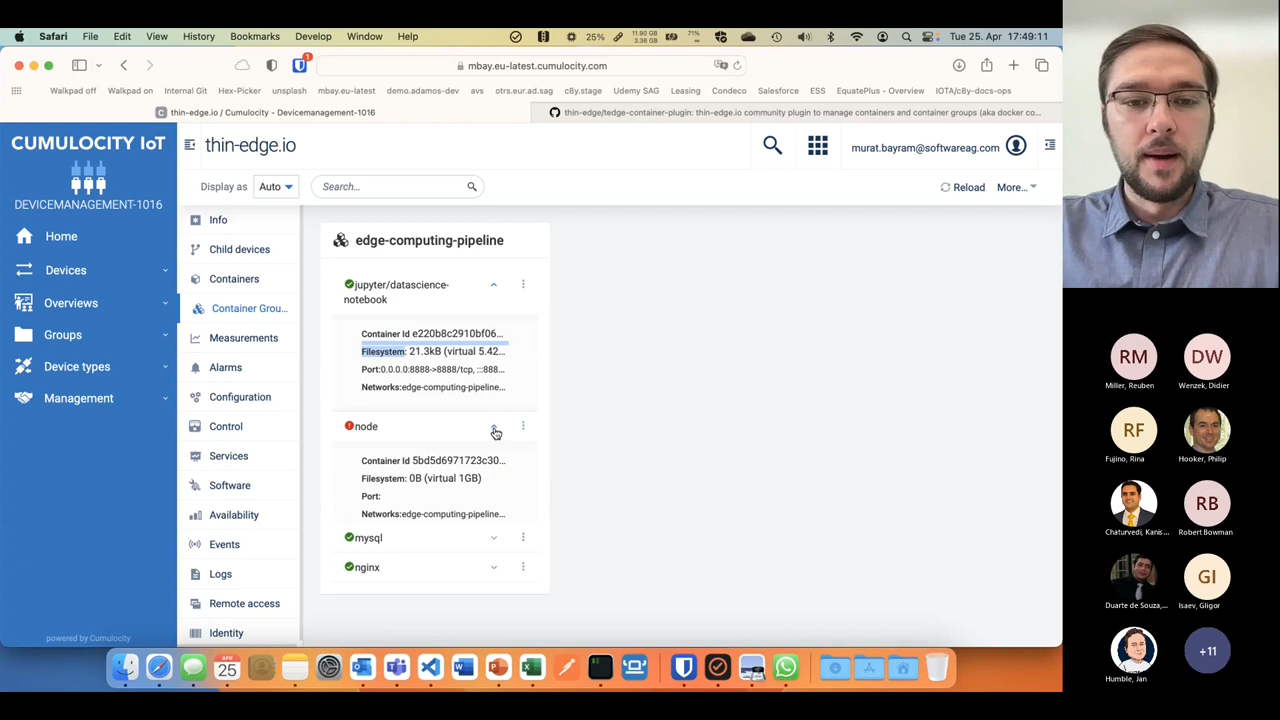 Safari File Edit View History Bookmarks Develop Window Help
25% 11.90 GB 3.36 GB 71% Tue 25. Apr 17:49:11
1 mbay.eu-latest.cumulocity.com
Walkpad off Walkpad on Internal Git Hex-Picker unsplash mbay.eu-latest demo.adamos-dev avs otrs.eur.ad.sag c8y.stage Udemy SAG Leasing Condeco Salesforce ESS EquatePlus - Overview IOTA/c8y-docs-ops
C thin-edge.io / Cumulocity - Devicemanagement-1016
thin-edge/tedge-container-plugin: thin-edge.io community plugin to manage containers and container groups (aka docker co...
CUMULOCITY IoT
DEVICEMANAGEMENT-1016
Home
Devices
Overviews
Groups
Device types
Management
powered by Cumulocity
thin-edge.io
murat.bayram@softwareag.com
Display as Auto Search... Reload More...
Info
Child devices
Containers
Container Grou...
Measurements
Alarms
Configuration
Control
Services
Software
Availability
Events
Logs
Remote access
Identity
edge-computing-pipeline
jupyter/datascience-
notebook
Container Id e220b8c2910bf06...
Filesystem: 21.3kB (virtual 5.42...
Port:0.0.0.0:8888->8888/tcp, :::888...
Networks:edge-computing-pipeline...
node
Container Id 5bd5d6971723c30...
Filesystem: 0B (virtual 1GB)
Port:
Networks:edge-computing-pipeline...
mysql
nginx
APR
25
RM DW
Miller, Reuben Wenzek, Didier
RF
Fujino, Rina Hooker, Philip
RB
Chaturvedi, Kanis... Robert Bowman
GI
Duarte de Souza,... Isaev, Gligor
+11
Humble, Jan